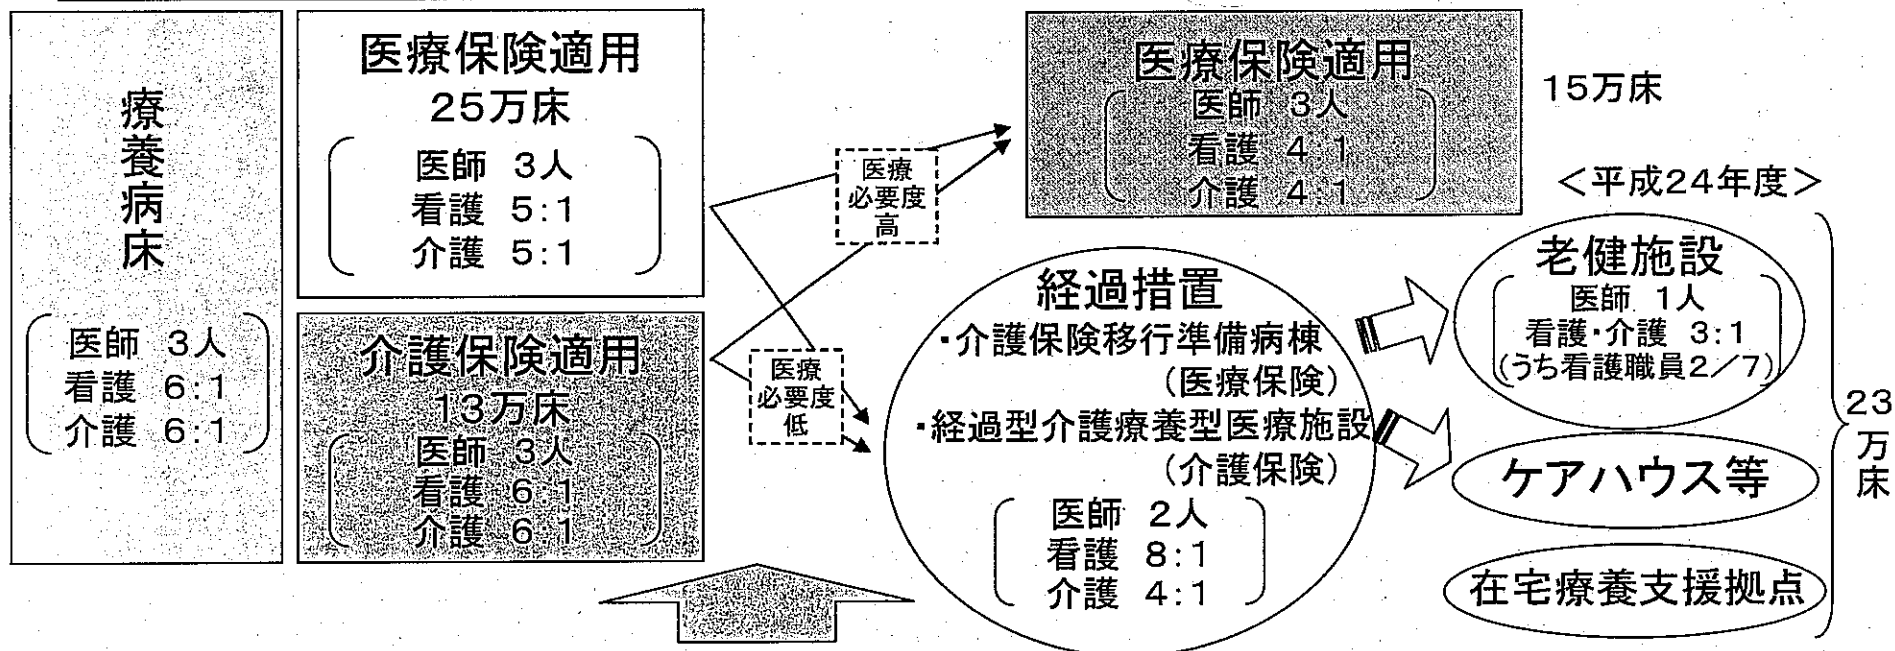 療養病床
医師 3人
看護 6:1
介護 6:1
医療保険適用
25万床
医師 3人
看護 5:1
介護 5:1
介護保険適用
13万床
医師 3人
看護 6:1
介護 6:1
医療
必要度
高
医療
必要度
低
医療保険適用
医師 3人
看護 4:1
介護 4:1
15万床
<平成24年度>
経過措置
・介護保険移行準備病棟
(医療保険)
・経過型介護療養型医療施設
(介護保険)
医師 2人
看護 8:1
介護 4:1
老健施設
医師 1人
看護・介護 3:1
(うち看護職員2/7)
ケアハウス等
在宅療養支援拠点
23
万
床